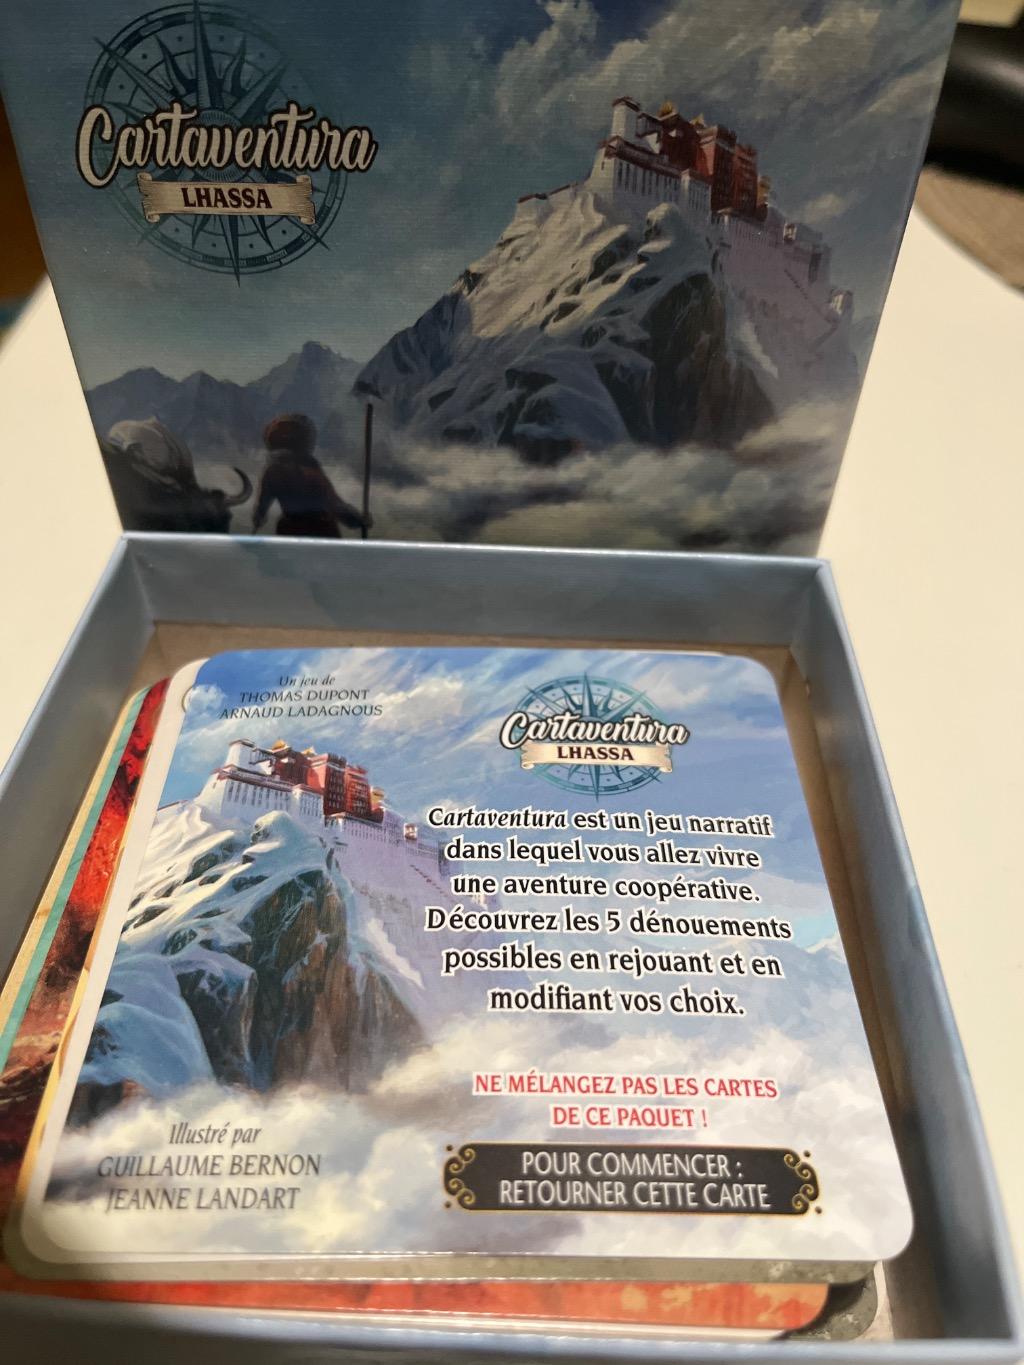 Cartaventura
LHASSA
Un jeu de
THOMAS DUPONT
ARNAUD LADAGNOUS
Cartaventura
LHASSA
Cartaventura est un jeu narratif
dans lequel vous allez vivre
une aventure coopérative.
Découvrez les 5 dénouements
possibles en rejouant et en
modifiant vos choix.
NE MÉLANGEZ PAS LES CARTES
DE CE PAQUET !
Illustré par
GUILLAUME BERNON
JEANNE LANDART
POUR COMMENCER :
RETOURNER CETTE CARTE